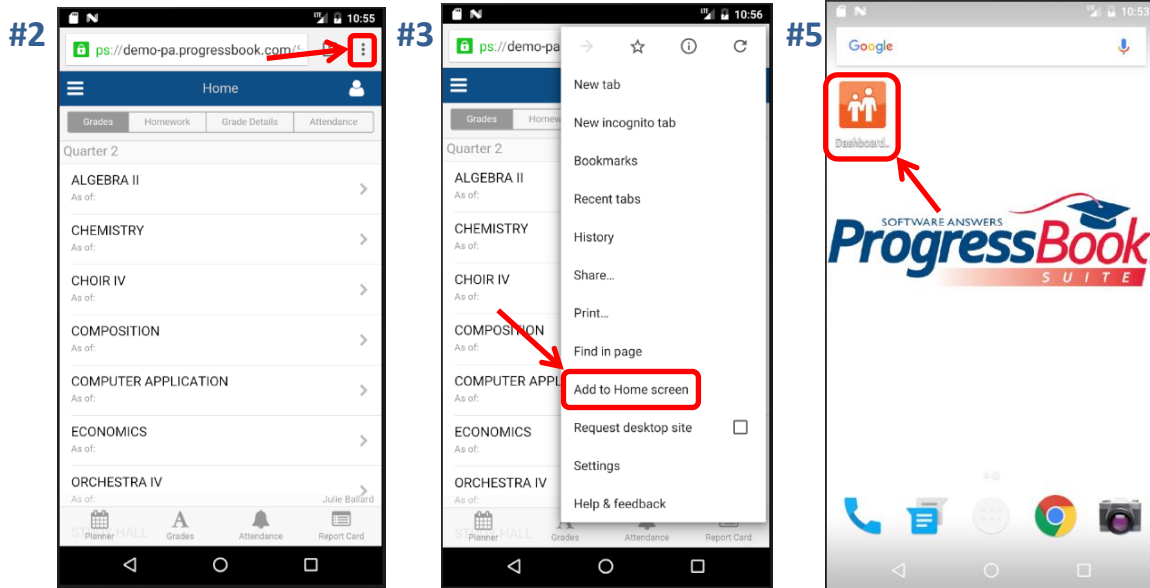 #2
LTE 10:55
ps://demo-pa.progressbook.com/
Home
Grades Homework Grade Details Attendance
Quarter 2
ALGEBRA II
As of:
CHEMISTRY
As of:
CHOIR IV
As of:
COMPOSITION
As of:
COMPUTER APPLICATION
As of:
ECONOMICS
As of:
ORCHESTRA IV
As of:
Julie Ballard
HALL
Planner Grades Attendance Report Card
#3
LTE 10:56
ps://demo-pa
Grades Homew
Quarter 2
ALGEBRA II
As of:
CHEMISTRY
As of:
CHOIR IV
As of:
COMPOSITION
As of:
COMPUTER APPL
As of:
ECONOMICS
As of:
ORCHESTRA IV
As of:
HALL
Planner Grades Attendance Report Card
New tab
New incognito tab
Bookmarks
Recent tabs
History
Share...
Print...
Find in page
Add to Home screen
Request desktop site
Settings
Help & feedback
#5
LTE 10:53
Google
Dashboard..
SOFTWARE ANSWERS
ProgressBook
SUITE